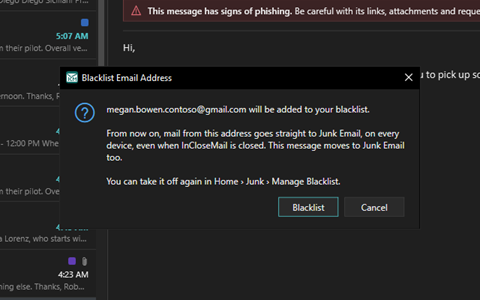 o Diego Siciliani Fr
This message has signs of phishing. Be careful with its links, attachments and reque
5:07 AM
m their pilot. Overall ve...
Hi,
Blacklist Email Address
u to pick up so
megan.bowen.contoso@gmail.com will be added to your blacklist.
ernoon. Thanks, R
From now on, mail from this address goes straight to Junk Email, on every
device, even when InCloseMail is closed. This message moves to Junk Email
too.
- 12:00 PM Whe
You can take it off again in Home › Junk › Manage Blacklist.
m their pilot. O
Blacklist
Cancel
a Lorenz, who starts wi...
4:23 AM
ning else. Thanks, Rob...